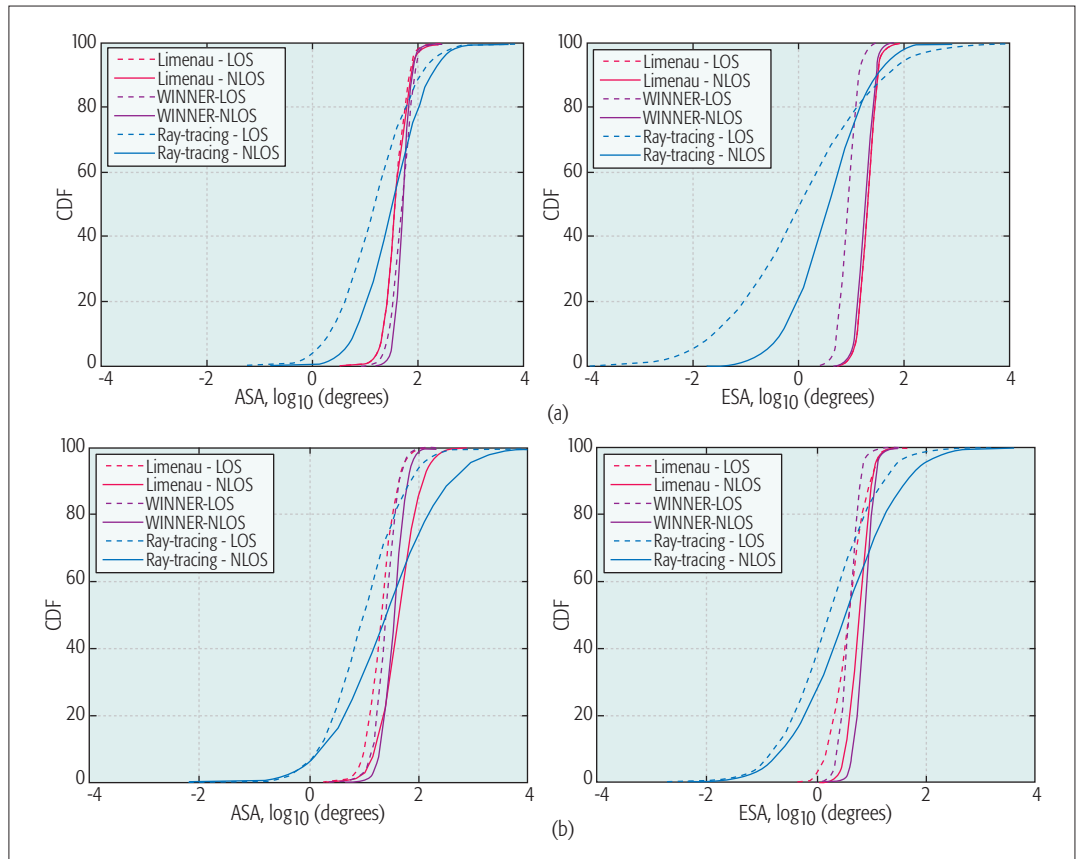 Limenau - LOS
Limenau - NLOS
WINNER-LOS
WINNER-NLOS
Ray-tracing - LOS
Ray-tracing - NLOS
100
80
60
40
20
0
CDF
-4
-2
0
2
4
ASA, log10 (degrees)
Limenau - LOS
Limenau - NLOS
WINNER-LOS
WINNER-NLOS
Ray-tracing - LOS
Ray-tracing - NLOS
100
80
60
40
20
0
CDF
-4
-2
0
2
4
ESA, log10 (degrees)
(a)
Limenau - LOS
Limenau - NLOS
WINNER-LOS
WINNER-NLOS
Ray-tracing - LOS
Ray-tracing - NLOS
100
80
60
40
20
0
CDF
-4
-2
0
2
4
ASA, log10 (degrees)
Limenau - LOS
Limenau - NLOS
WINNER-LOS
WINNER-NLOS
Ray-tracing - LOS
Ray-tracing - NLOS
100
80
60
40
20
0
CDF
-4
-2
0
2
4
ESA, log10 (degrees)
(b)